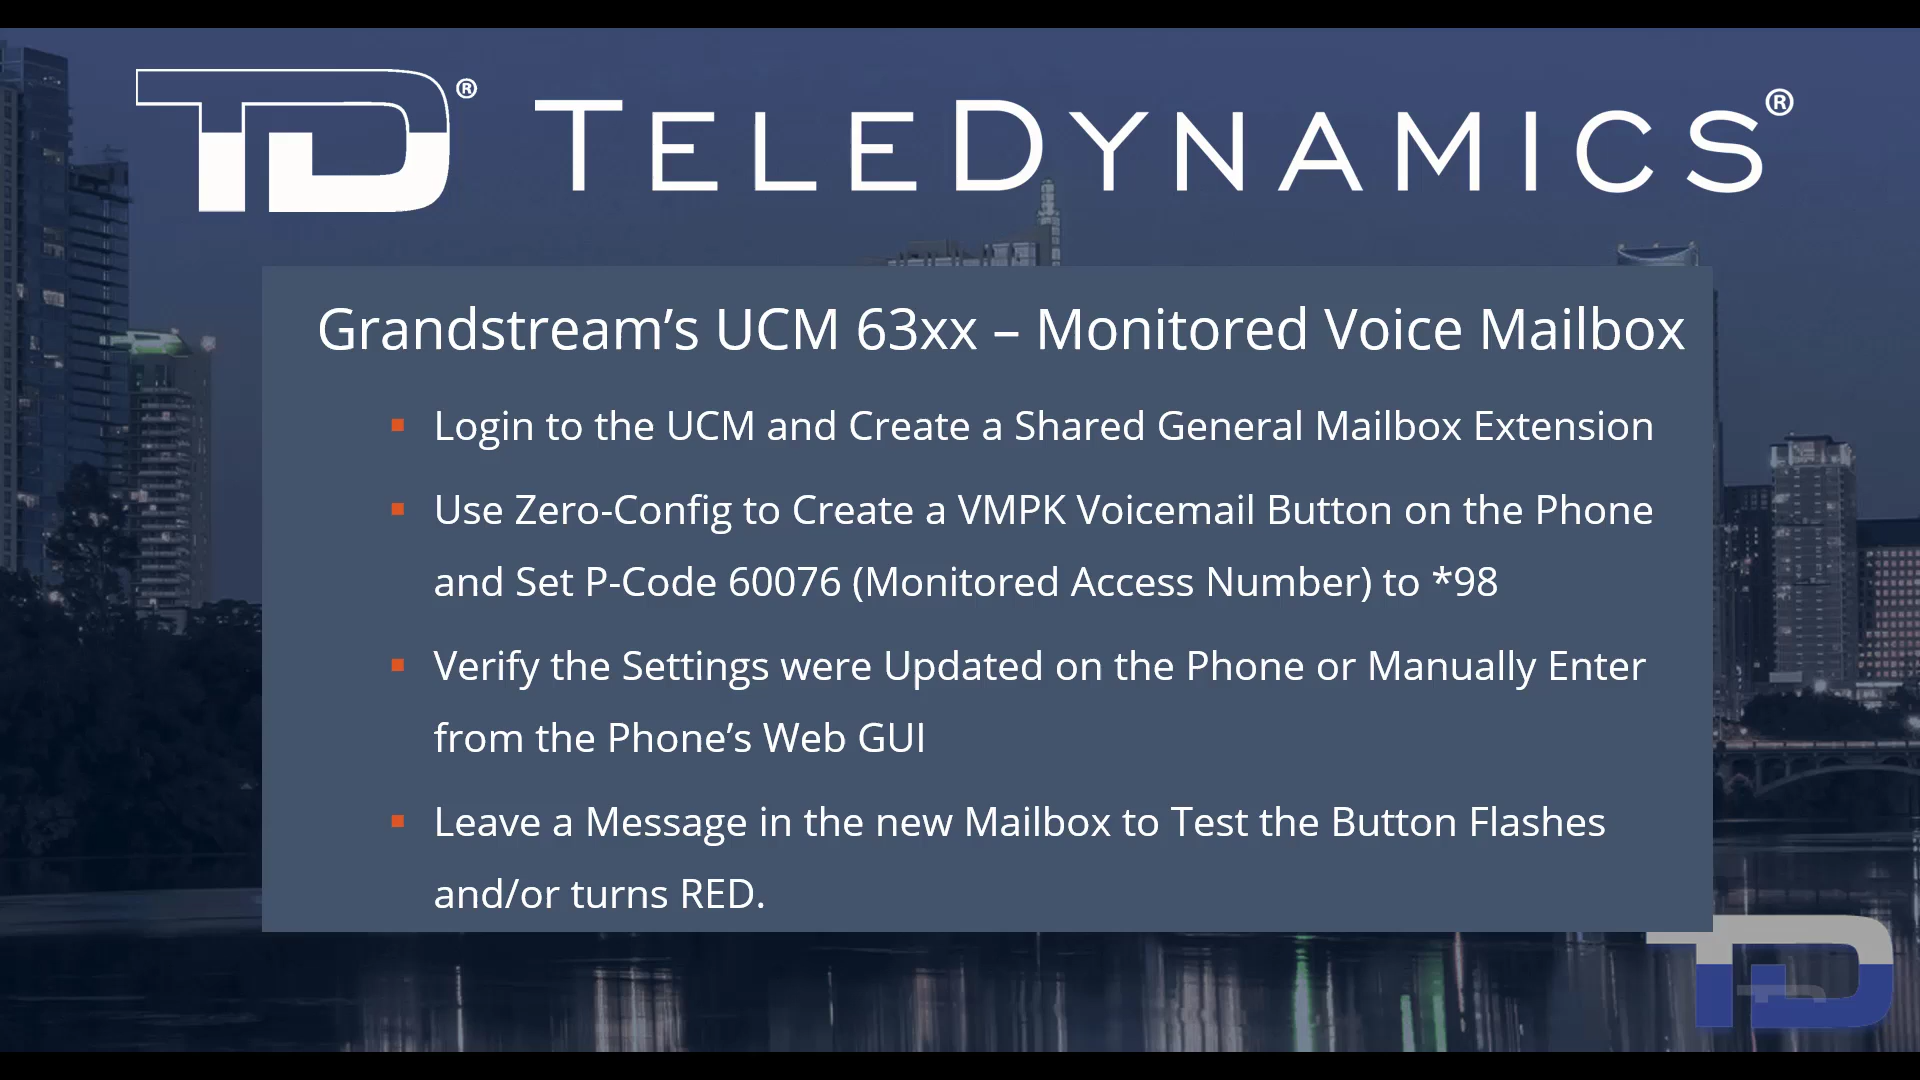 TD® TELEDYNAMICS®
Grandstream’s UCM 63xx – Monitored Voice Mailbox
▪ Login to the UCM and Create a Shared General Mailbox Extension
▪ Use Zero-Config to Create a VMPK Voicemail Button on the Phone
and Set P-Code 60076 (Monitored Access Number) to *98
▪ Verify the Settings were Updated on the Phone or Manually Enter
from the Phone’s Web GUI
▪ Leave a Message in the new Mailbox to Test the Button Flashes
and/or turns RED.
TD